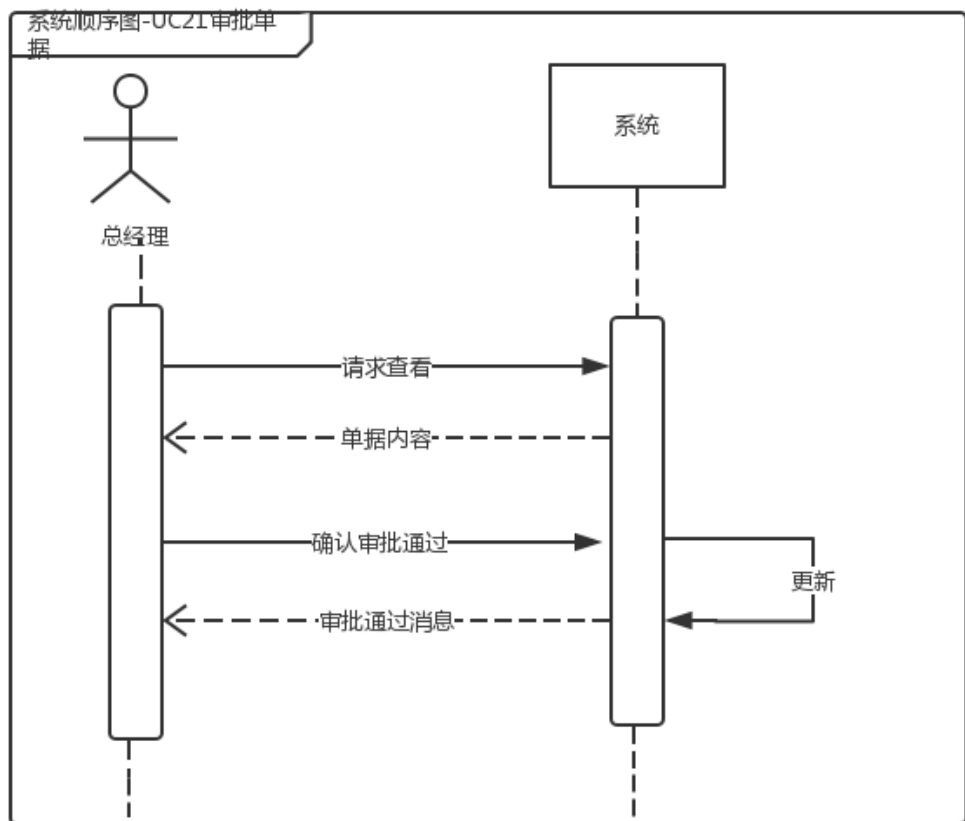 系统顺序图-UC21审批单
据
系统
总经理
请求查看
单据内容
确认审批通过
更新
审批通过消息